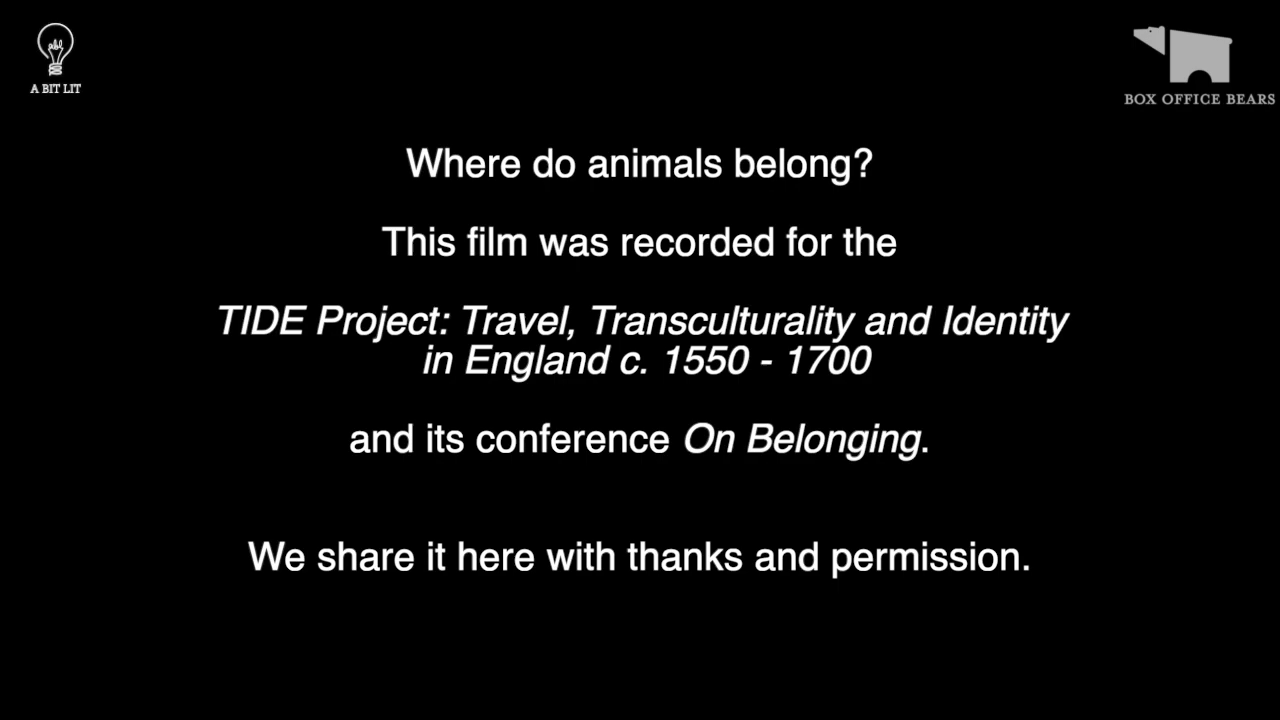 A BIT LIT
BOX OFFICE BEARS
Where do animals belong?
This film was recorded for the
TIDE Project: Travel, Transculturality and Identity
in England c. 1550 - 1700
and its conference On Belonging.
We share it here with thanks and permission.